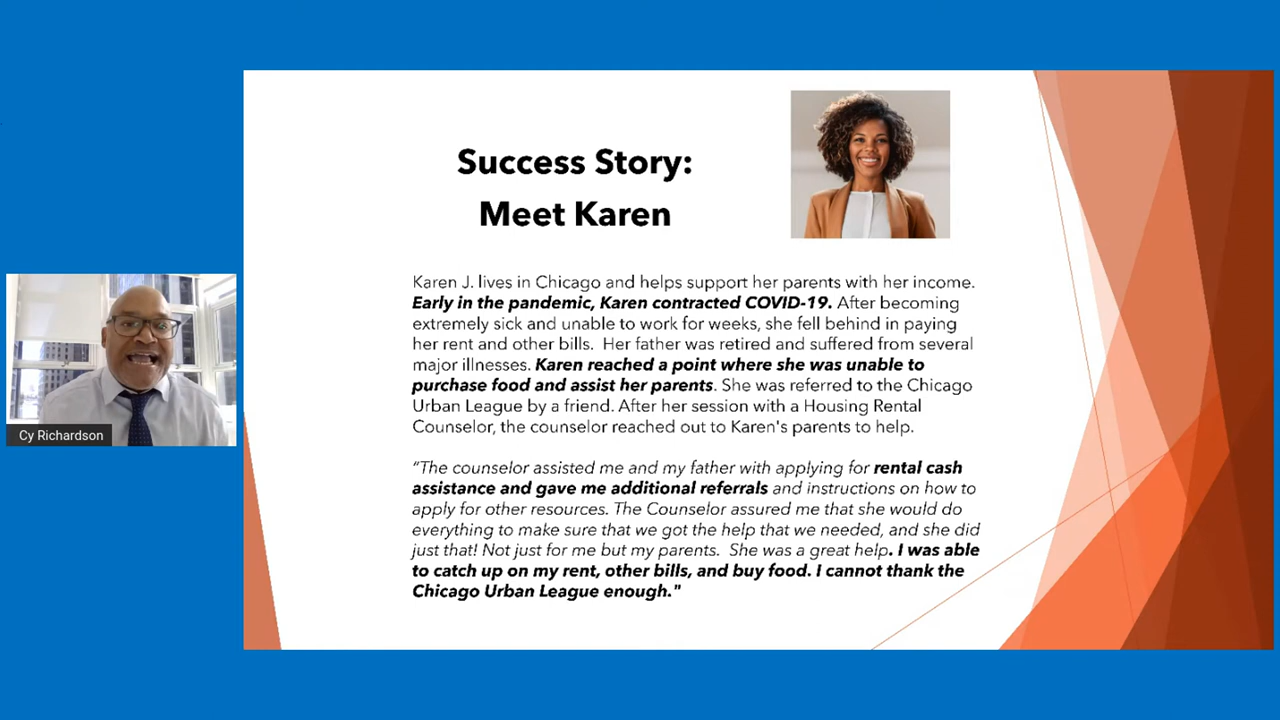 Success Story:
Meet Karen
Karen J. lives in Chicago and helps support her parents with her income.
Early in the pandemic, Karen contracted COVID-19. After becoming
extremely sick and unable to work for weeks, she fell behind in paying
her rent and other bills.  Her father was retired and suffered from several
major illnesses. Karen reached a point where she was unable to
purchase food and assist her parents. She was referred to the Chicago
Urban League by a friend. After her session with a Housing Rental
Counselor, the counselor reached out to Karen's parents to help.
“The counselor assisted me and my father with applying for rental cash
assistance and gave me additional referrals and instructions on how to
apply for other resources. The Counselor assured me that she would do
everything to make sure that we got the help that we needed, and she did
just that! Not just for me but my parents.  She was a great help. I was able
to catch up on my rent, other bills, and buy food. I cannot thank the
Chicago Urban League enough."
Cy Richardson